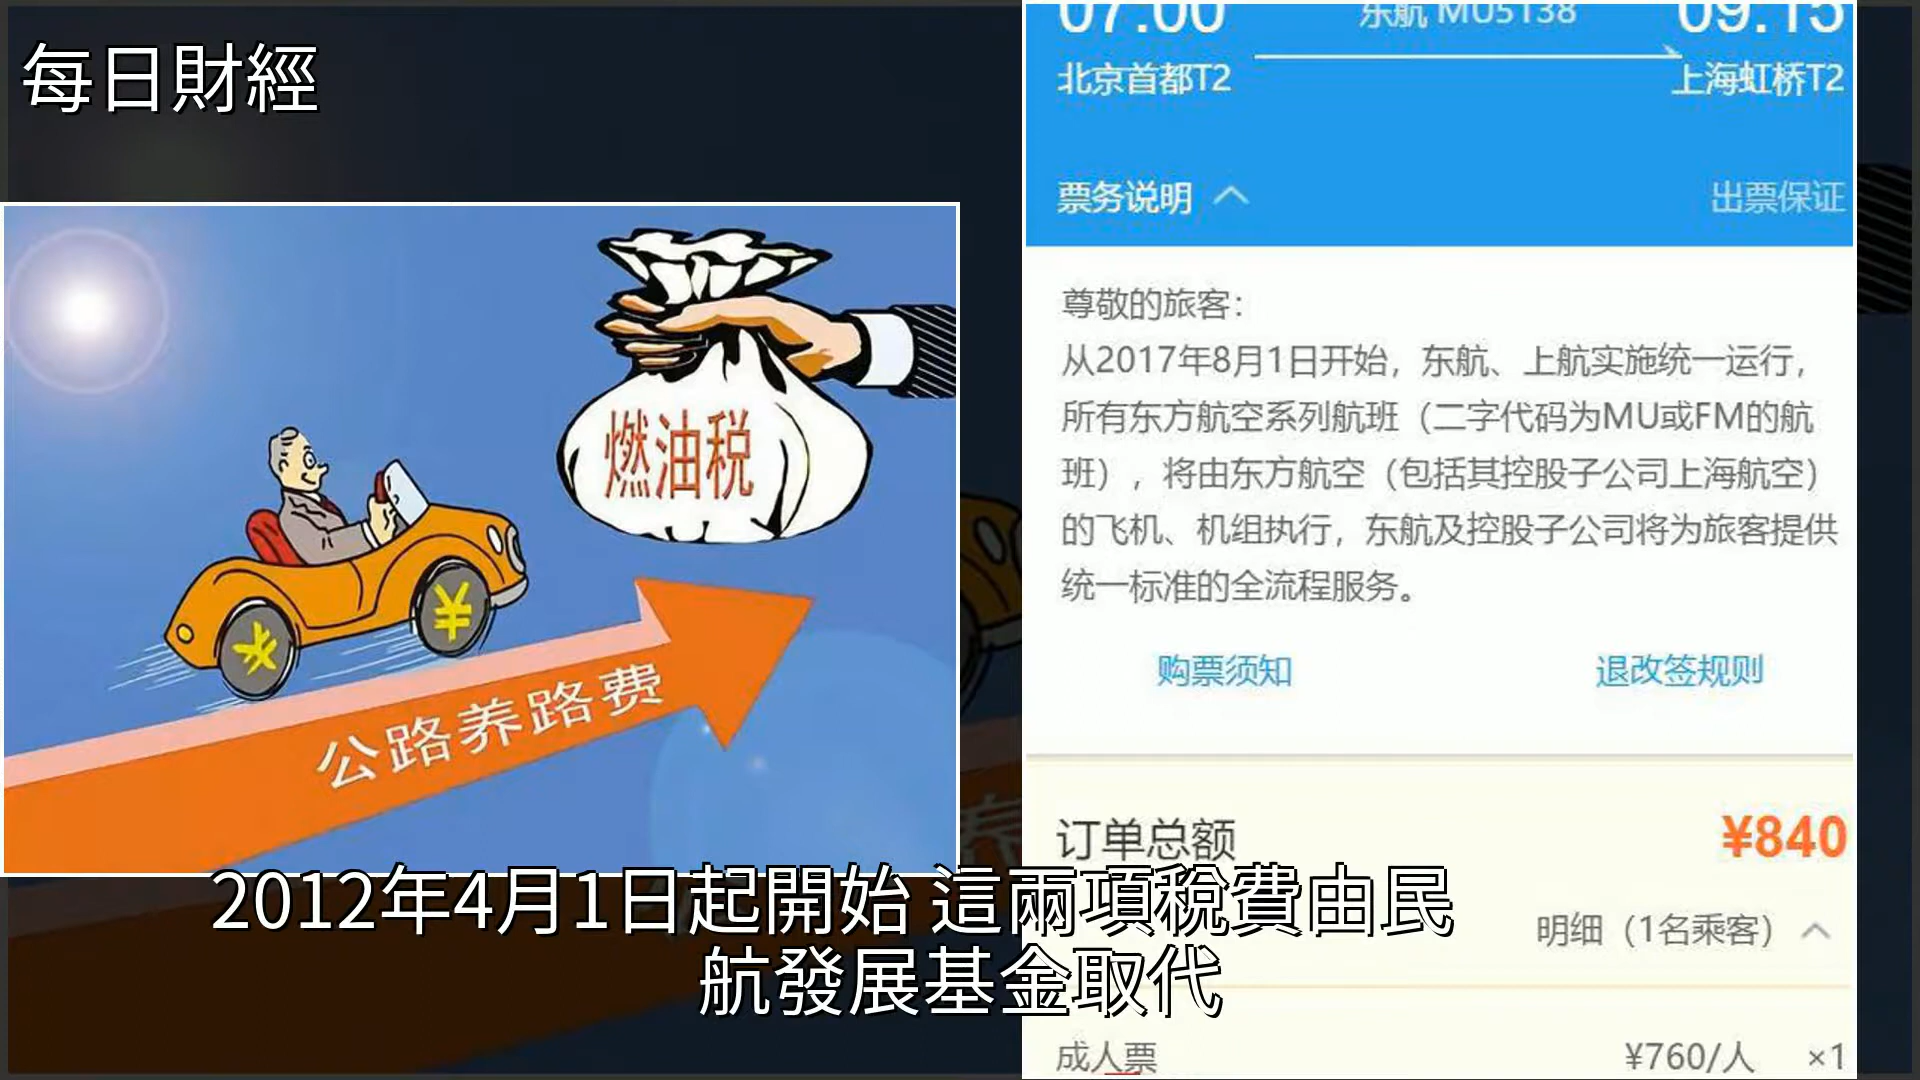 每日財經
燃油税
公路养路费
07:00 东航 MU5138 09:15
北京首都T2 上海虹桥T2
票务说明 出票保证
尊敬的旅客：
从2017年8月1日开始，东航、上航实施统一运行，
所有东方航空系列航班（二字代码为MU或FM的航
班），将由东方航空（包括其控股子公司上海航空）
的飞机、机组执行，东航及控股子公司将为旅客提供
统一标准的全流程服务。
购票须知 退改签规则
订单总额 ¥840
明细（1名乘客）
成人票 ¥760/人 ×1
2012年4月1日起開始 這兩項稅費由民
航發展基金取代